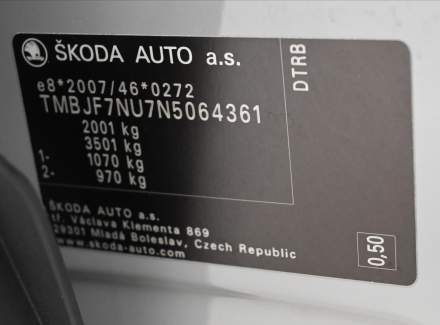 ŠKODA AUTO a.s.
DTRB
e8*2007/46*0272
TMBJF7NU7N5064361
2001 kg
3501 kg
1- 1070 kg
2- 970 kg
ŠKODA AUTO a.s.
tř. Václava Klementa 869
29301 Mladá Boleslav, Czech Republic
www.skoda-auto.com
0,50